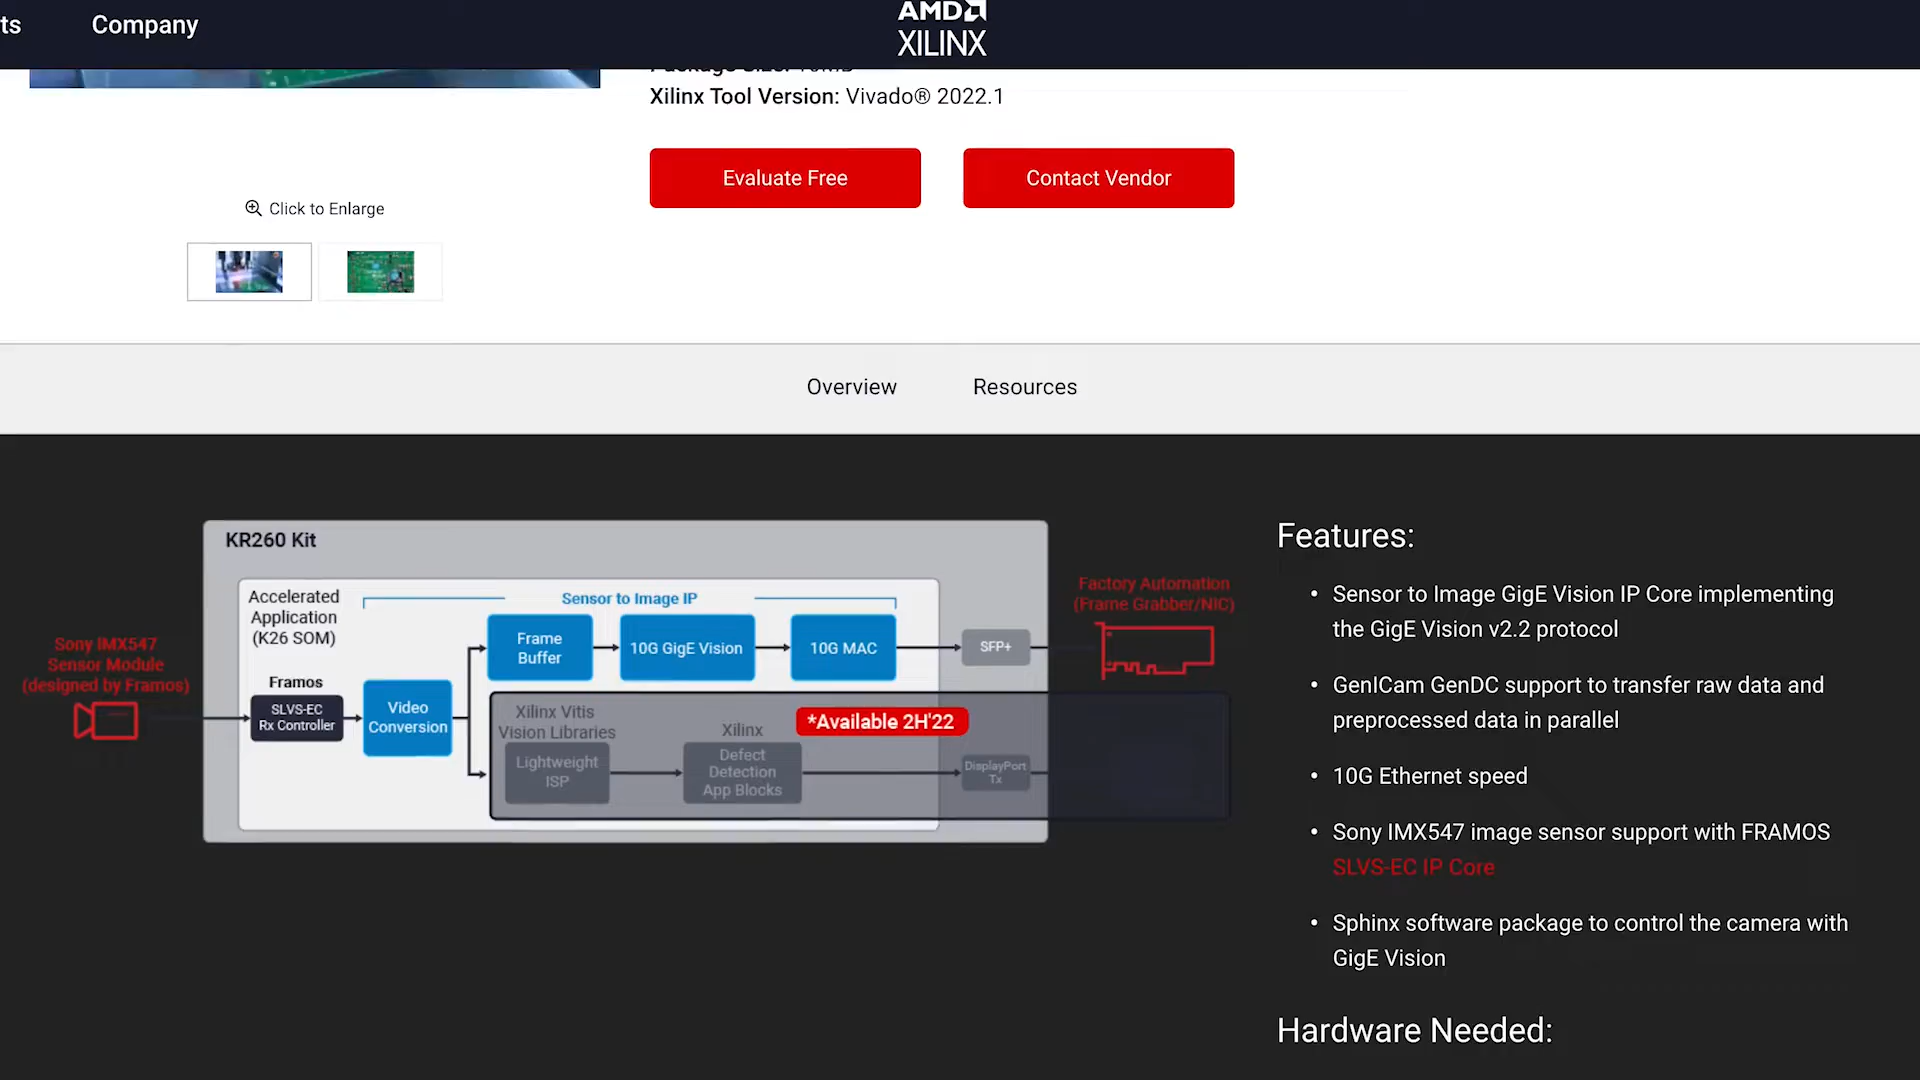 ts
Company
AMD
XILINX
Xilinx Tool Version: Vivado® 2022.1
Evaluate Free
Contact Vendor
Click to Enlarge
Overview
Resources
KR260 Kit
Accelerated
Application
(K26 SOM)
Sensor to Image IP
Sony IMX547
Sensor Module
(designed by Framos)
Framos
SLVS-EC
Rx Controller
Video
Conversion
Frame
Buffer
10G GigE Vision
10G MAC
SFP+
Factory Automation
(Frame Grabber/NIC)
Xilinx Vitis
Vision Libraries
Lightweight
ISP
Xilinx
Defect
Detection
App Blocks
*Available 2H'22
DisplayPort
Tx
Features:
• Sensor to Image GigE Vision IP Core implementing
the GigE Vision v2.2 protocol
• GenICam GenDC support to transfer raw data and
preprocessed data in parallel
• 10G Ethernet speed
• Sony IMX547 image sensor support with FRAMOS
SLVS-EC IP Core
• Sphinx software package to control the camera with
GigE Vision
Hardware Needed: